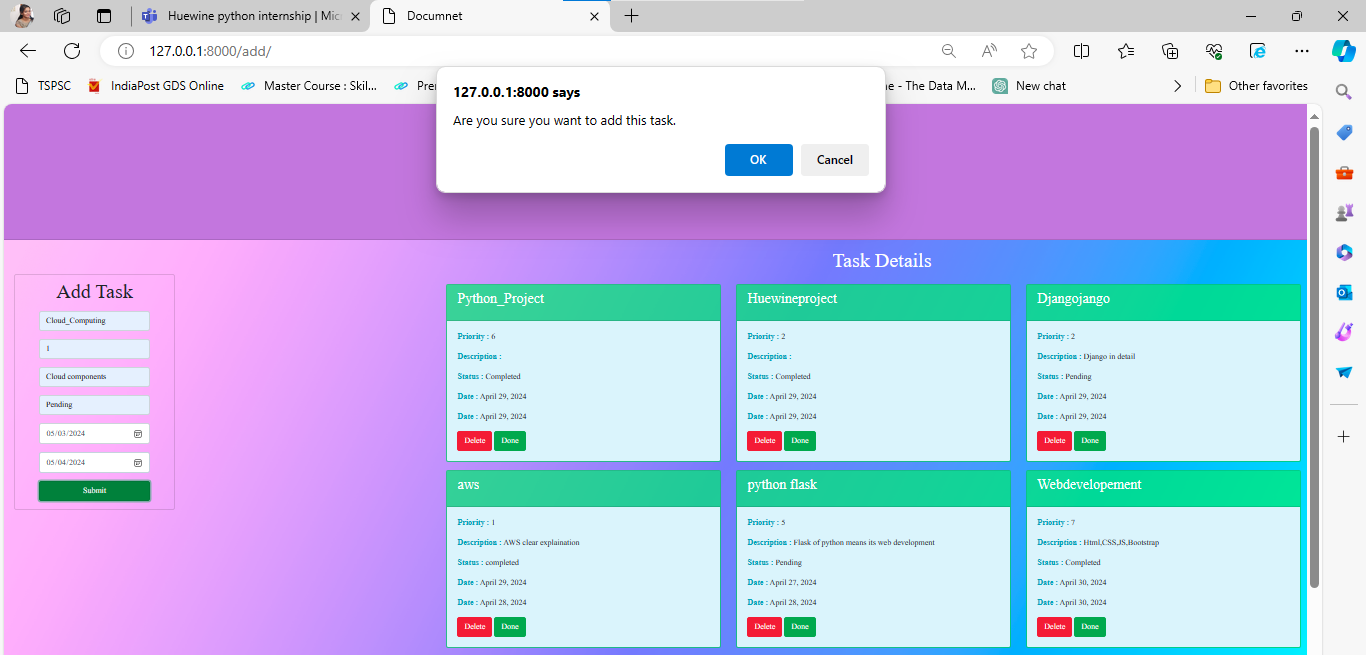 Huewine python internship | Mic
Documnet
127.0.0.1:8000/add/
TSPSC
IndiaPost GDS Online
Master Course : Skil...
Pre
e - The Data M...
New chat
Other favorites
127.0.0.1:8000 says
Are you sure you want to add this task.
OK
Cancel
Add Task
Cloud_Computing
1
Cloud components
Pending
05/03/2024
05/04/2024
Submit
Task Details
Python_Project
Priority : 6
Description :
Status : Completed
Date : April 29, 2024
Date : April 29, 2024
Delete Done
Huewineproject
Priority : 2
Description :
Status : Completed
Date : April 29, 2024
Date : April 29, 2024
Delete Done
Djangojango
Priority : 2
Description : Django in detail
Status : Pending
Date : April 29, 2024
Date : April 29, 2024
Delete Done
aws
Priority : 1
Description : AWS clear explaination
Status : completed
Date : April 29, 2024
Date : April 28, 2024
Delete Done
python flask
Priority : 5
Description : Flask of python means its web development
Status : Pending
Date : April 27, 2024
Date : April 28, 2024
Delete Done
Webdevelopement
Priority : 7
Description : Html,CSS,JS,Bootstrap
Status : Completed
Date : April 30, 2024
Date : April 30, 2024
Delete Done